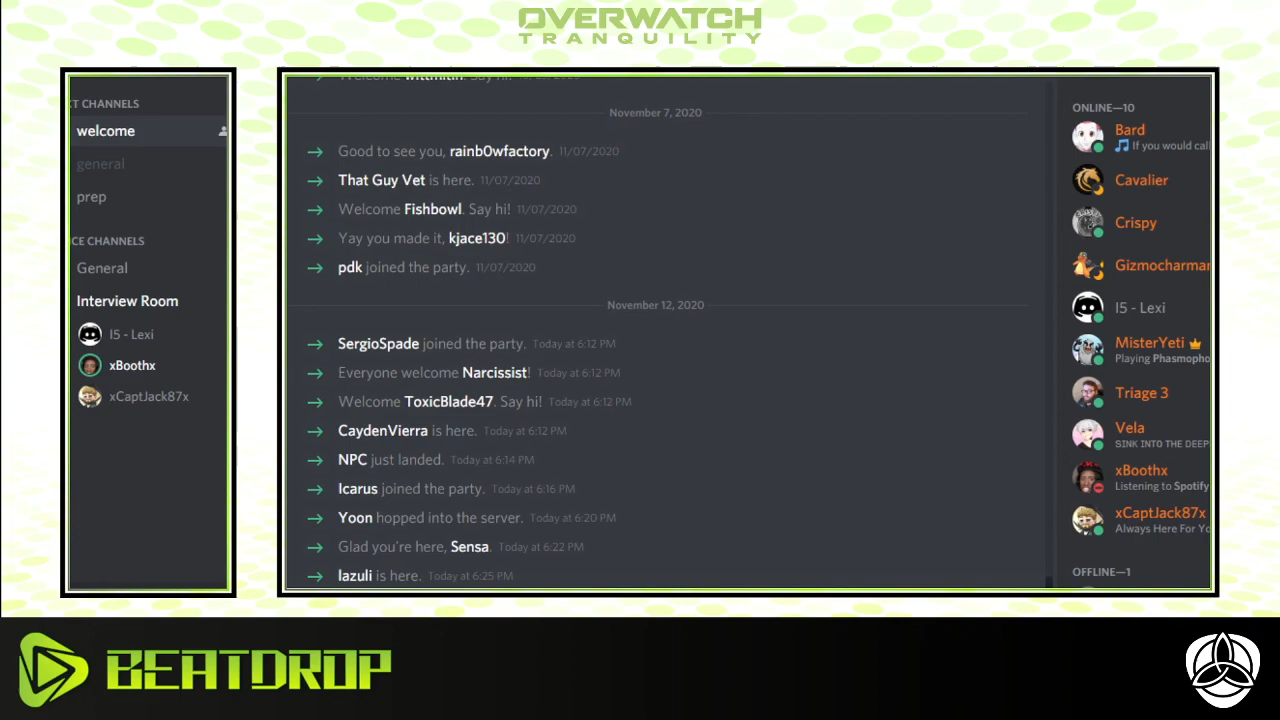 OVERWATCH
TRANQUILITY
T CHANNELS
welcome
general
prep
CE CHANNELS
General
Interview Room
I5 - Lexi
xBoothx
xCaptJack87x
November 7, 2020
Good to see you, rainb0wfactory. 11/07/2020
That Guy Vet is here. 11/07/2020
Welcome Fishbowl. Say hi! 11/07/2020
Yay you made it, kjace130! 11/07/2020
pdk joined the party. 11/07/2020
November 12, 2020
SergioSpade joined the party. Today at 6:12 PM
Everyone welcome Narcissist! Today at 6:12 PM
Welcome ToxicBlade47. Say hi! Today at 6:12 PM
CaydenVierra is here. Today at 6:12 PM
NPC just landed. Today at 6:14 PM
Icarus joined the party. Today at 6:16 PM
Yoon hopped into the server. Today at 6:20 PM
Glad you're here, Sensa. Today at 6:22 PM
lazuli is here. Today at 6:25 PM
ONLINE—10
Bard
If you would call
Cavalier
Crispy
Gizmocharmar
I5 - Lexi
MisterYeti
Playing Phasmopho
Triage 3
Vela
SINK INTO THE DEEP
xBoothx
Listening to Spotify
xCaptJack87x
Always Here For Yo
OFFLINE—1
BEATDROP